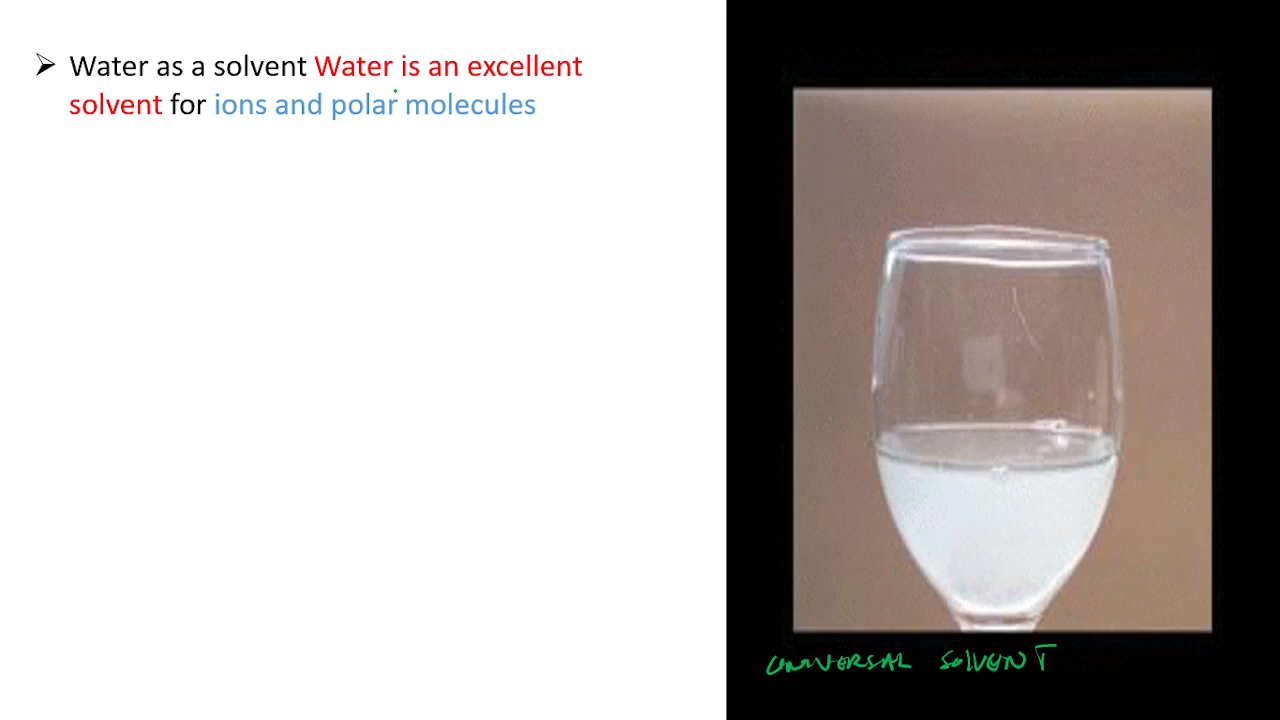 ➢ Water as a solvent Water is an excellent
solvent for ions and polar molecules
UNIVERSAL SOLVENT